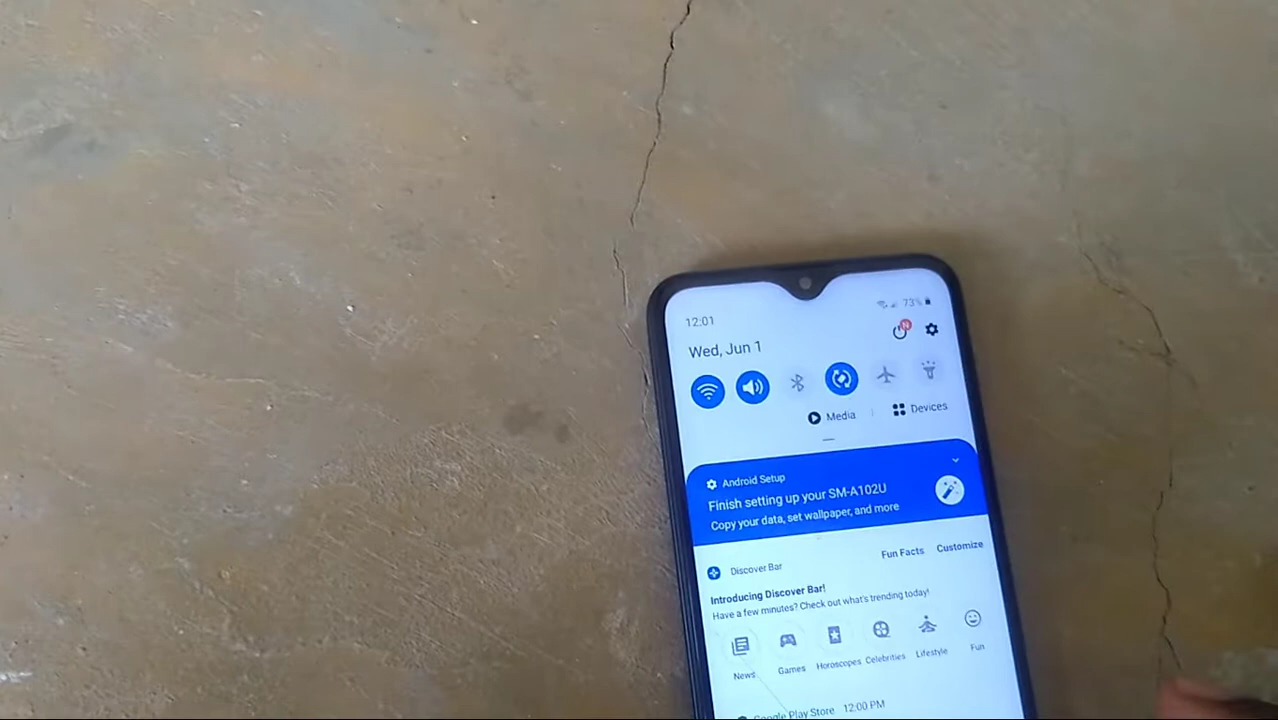 12:01 73%
Wed, Jun 1 N
Media Devices
Android Setup
Finish setting up your SM-A102U
Copy your data, set wallpaper, and more
Discover Bar Fun Facts Customize
Introducing Discover Bar!
Have a few minutes? Check out what's trending today!
News Games Horoscopes Celebrities Lifestyle Fun
Google Play Store 12:00 PM